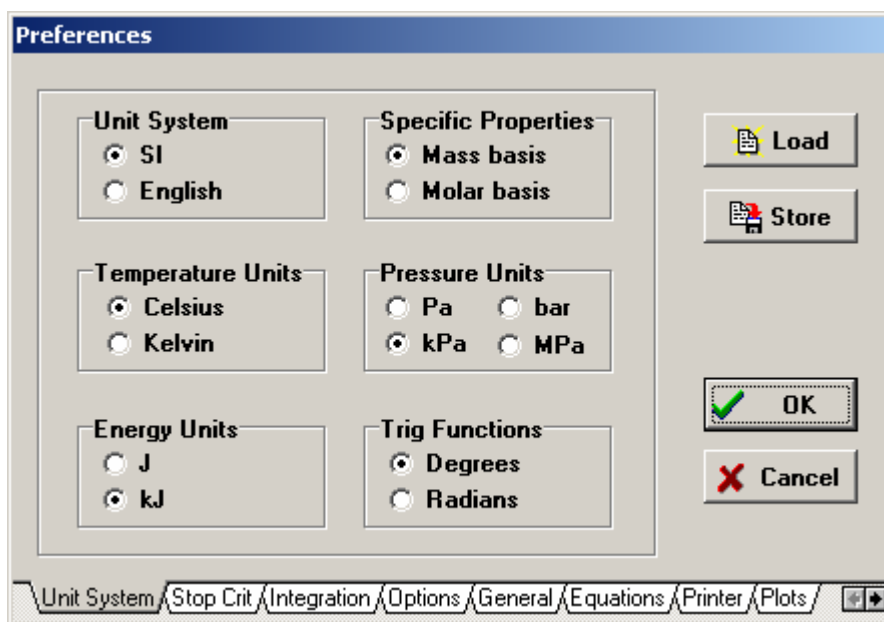 Preferences
Unit System
SI
English
Specific Properties
Mass basis
Molar basis
Load
Store
Temperature Units
Celsius
Kelvin
Pressure Units
Pa
bar
kPa
MPa
Energy Units
J
kJ
Trig Functions
Degrees
Radians
OK
Cancel
Unit System Stop Crit Integration Options General Equations Printer Plots